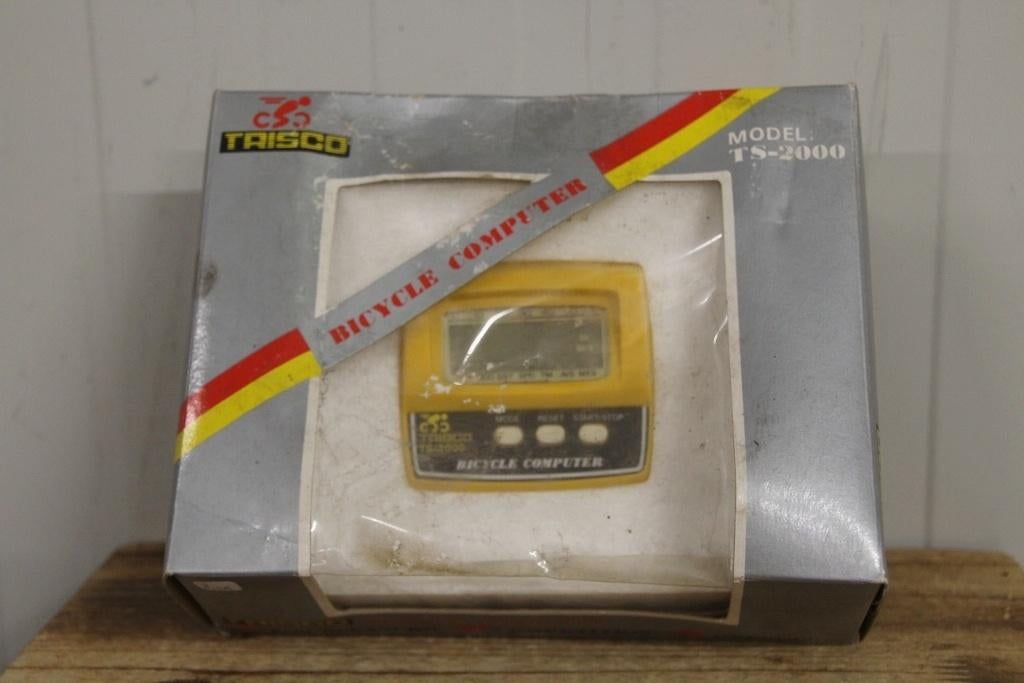 TRISCO
MODEL:
TS-2000
BICYCLE COMPUTER
MODE RESET START/STOP
TRISCO
TS-2000
BICYCLE COMPUTER